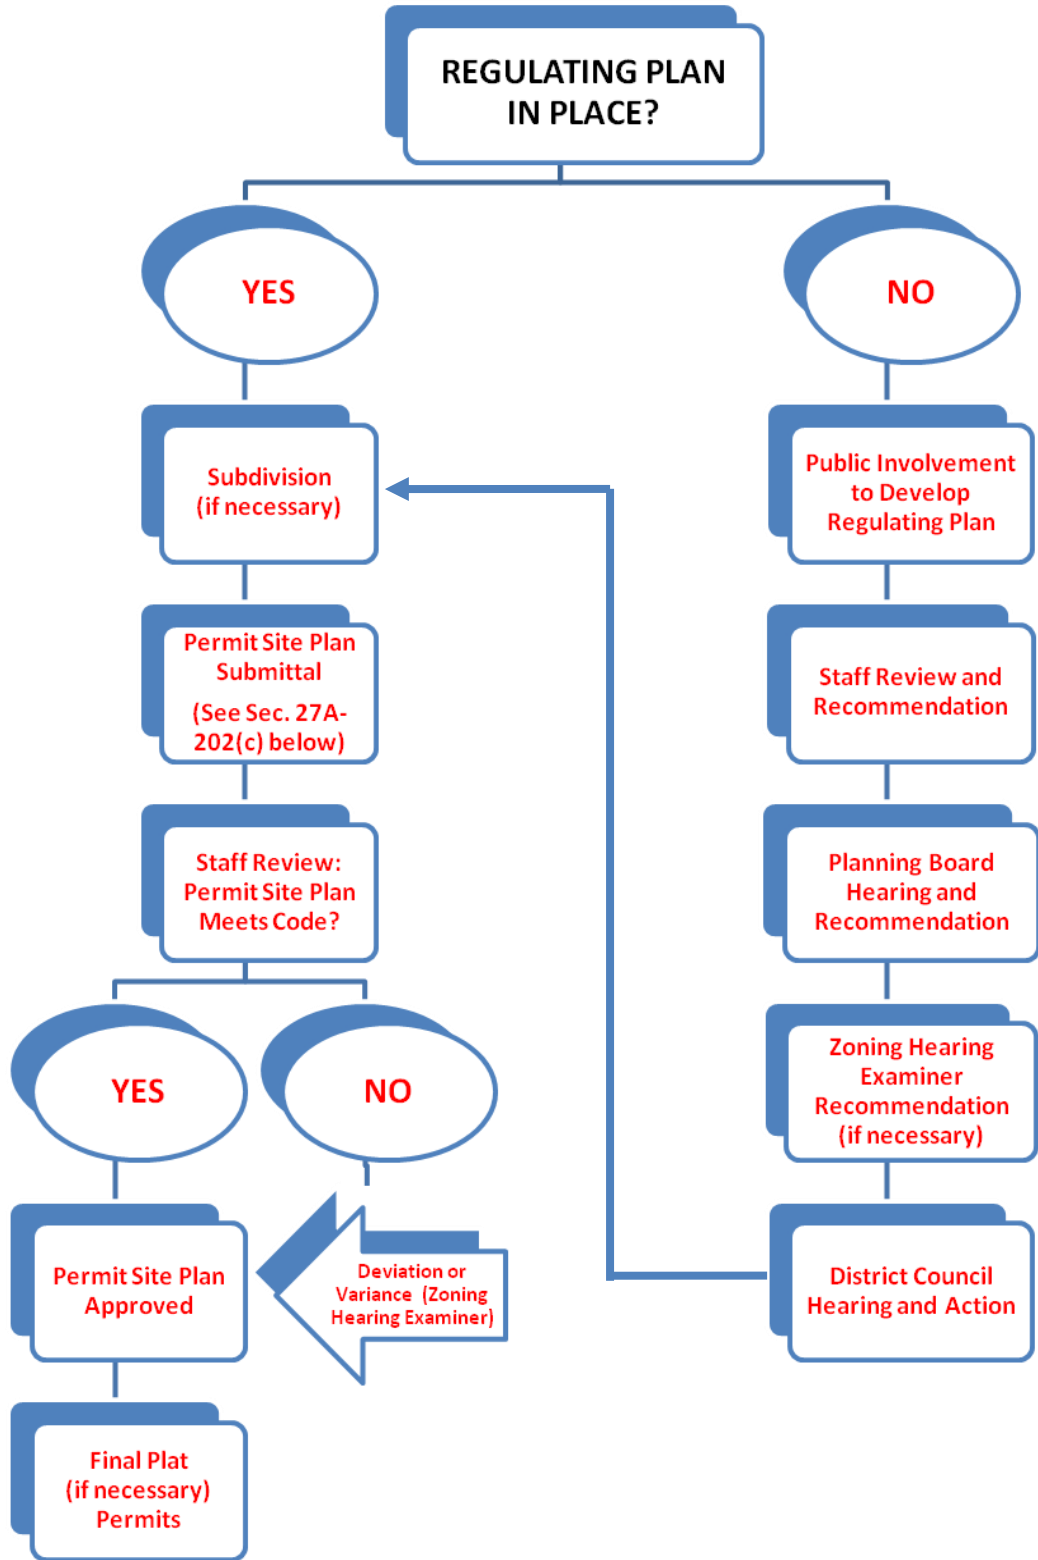 REGULATING PLAN
IN PLACE?
YES
NO
Subdivision
(if necessary)
Public Involvement
to Develop
Regulating Plan
Permit Site Plan
Submittal
(See Sec. 27A-
202(c) below)
Staff Review and
Recommendation
Staff Review:
Permit Site Plan
Meets Code?
Planning Board
Hearing and
Recommendation
YES
NO
Zoning Hearing
Examiner
Recommendation
(if necessary)
Permit Site Plan
Approved
Deviation or
Variance (Zoning
Hearing Examiner)
District Council
Hearing and Action
Final Plat
(if necessary)
Permits